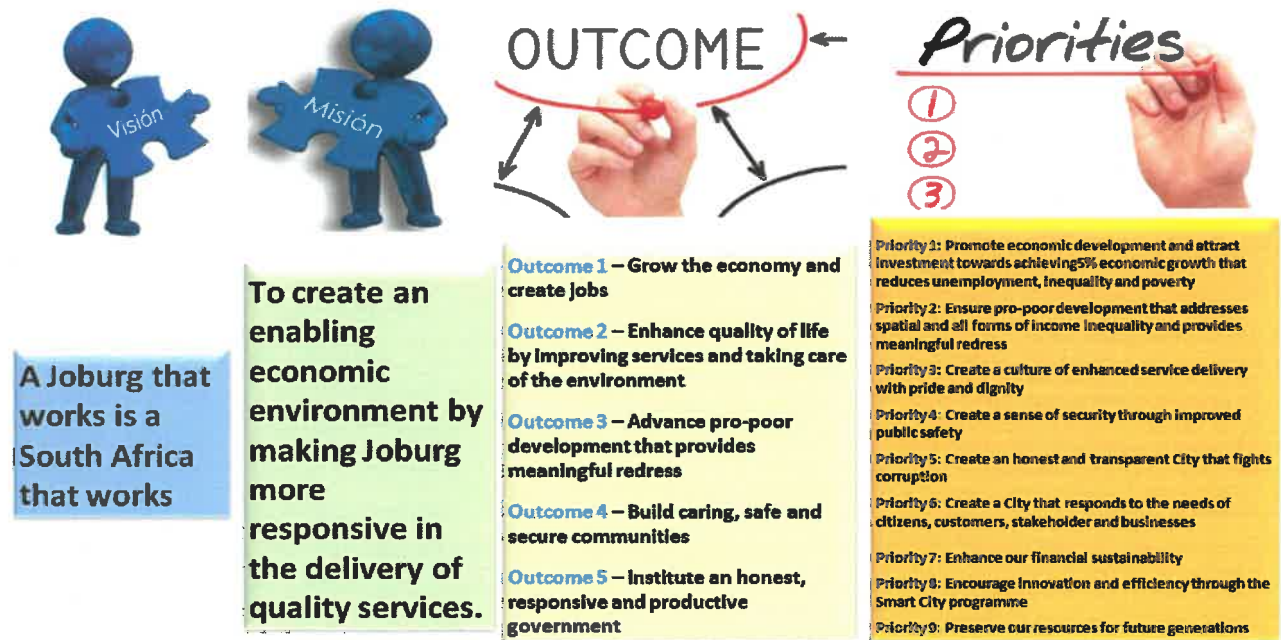 Visión
Misión
OUTCOME
Priorities
1
2
3
A Joburg that
works is a
South Africa
that works
To create an
enabling
economic
environment by
making Joburg
more
responsive in
the delivery of
quality services.
Outcome 1 – Grow the economy and
create jobs
Outcome 2 – Enhance quality of life
by improving services and taking care
of the environment
Outcome 3 – Advance pro-poor
development that provides
meaningful redress
Outcome 4 – Build caring, safe and
secure communities
Outcome 5 – Institute an honest,
responsive and productive
government
Priority 1: Promote economic development and attract
investment towards achieving5% economic growth that
reduces unemployment, inequality and poverty
Priority 2: Ensure pro-poor development that addresses
spatial and all forms of income inequality and provides
meaningful redress
Priority 3: Create a culture of enhanced service delivery
with pride and dignity
Priority 4: Create a sense of security through improved
public safety
Priority 5: Create an honest and transparent City that fights
corruption
Priority 6: Create a City that responds to the needs of
citizens, customers, stakeholder and businesses
Priority 7: Enhance our financial sustainability
Priority 8: Encourage innovation and efficiency through the
Smart City programme
Priority 9: Preserve our resources for future generations